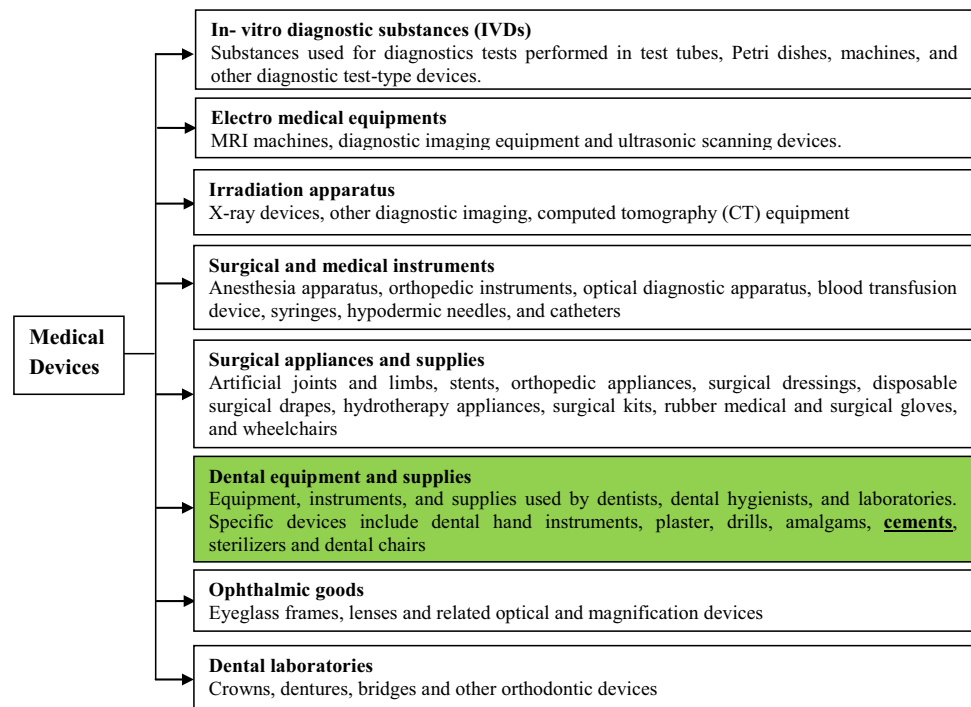 In- vitro diagnostic substances (IVDs)
Substances used for diagnostics tests performed in test tubes, Petri dishes, machines, and
other diagnostic test-type devices.
Electro medical equipments
MRI machines, diagnostic imaging equipment and ultrasonic scanning devices.
Irradiation apparatus
X-ray devices, other diagnostic imaging, computed tomography (CT) equipment
Surgical and medical instruments
Anesthesia apparatus, orthopedic instruments, optical diagnostic apparatus, blood transfusion
device, syringes, hypodermic needles, and catheters
Medical
Devices
Surgical appliances and supplies
Artificial joints and limbs, stents, orthopedic appliances, surgical dressings, disposable
surgical drapes, hydrotherapy appliances, surgical kits, rubber medical and surgical gloves,
and wheelchairs
Dental equipment and supplies
Equipment, instruments, and supplies used by dentists, dental hygienists, and laboratories.
Specific devices include dental hand instruments, plaster, drills, amalgams, cements,
sterilizers and dental chairs
Ophthalmic goods
Eyeglass frames, lenses and related optical and magnification devices
Dental laboratories
Crowns, dentures, bridges and other orthodontic devices